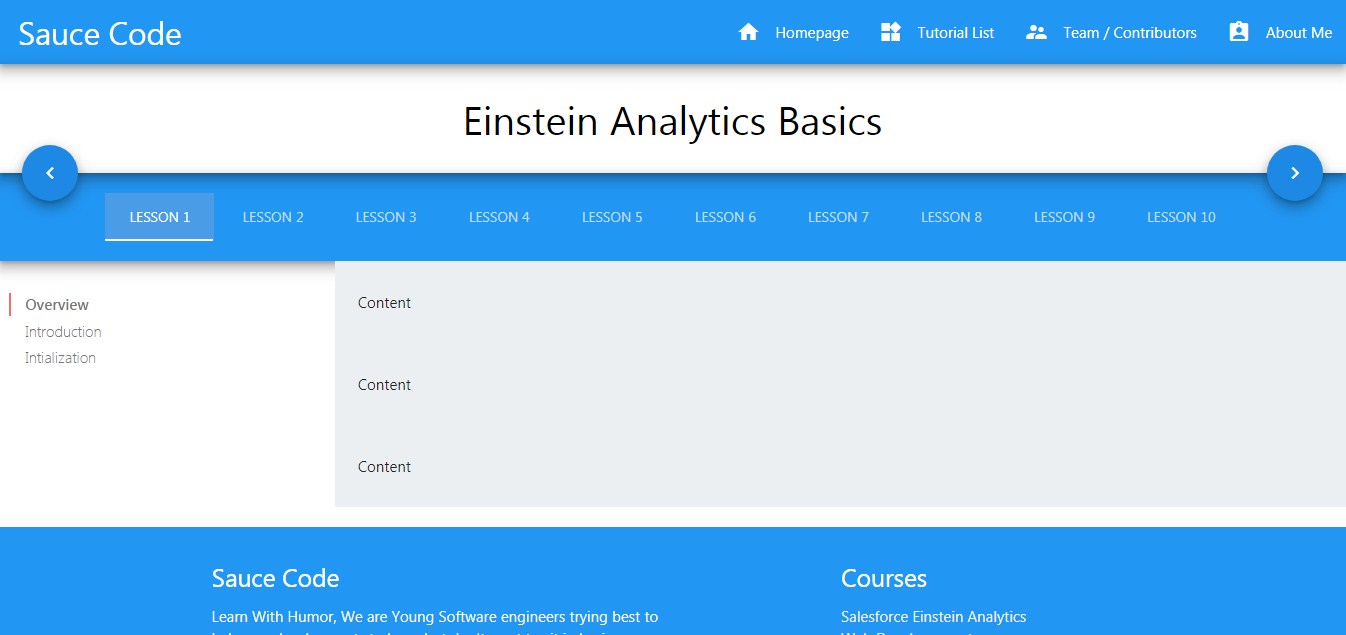 Sauce Code
Homepage
Tutorial List
Team / Contributors
About Me
Einstein Analytics Basics
LESSON 1
LESSON 2
LESSON 3
LESSON 4
LESSON 5
LESSON 6
LESSON 7
LESSON 8
LESSON 9
LESSON 10
Overview
Introduction
Intialization
Content
Content
Content
Sauce Code
Learn With Humor, We are Young Software engineers trying best to
Courses
Salesforce Einstein Analytics